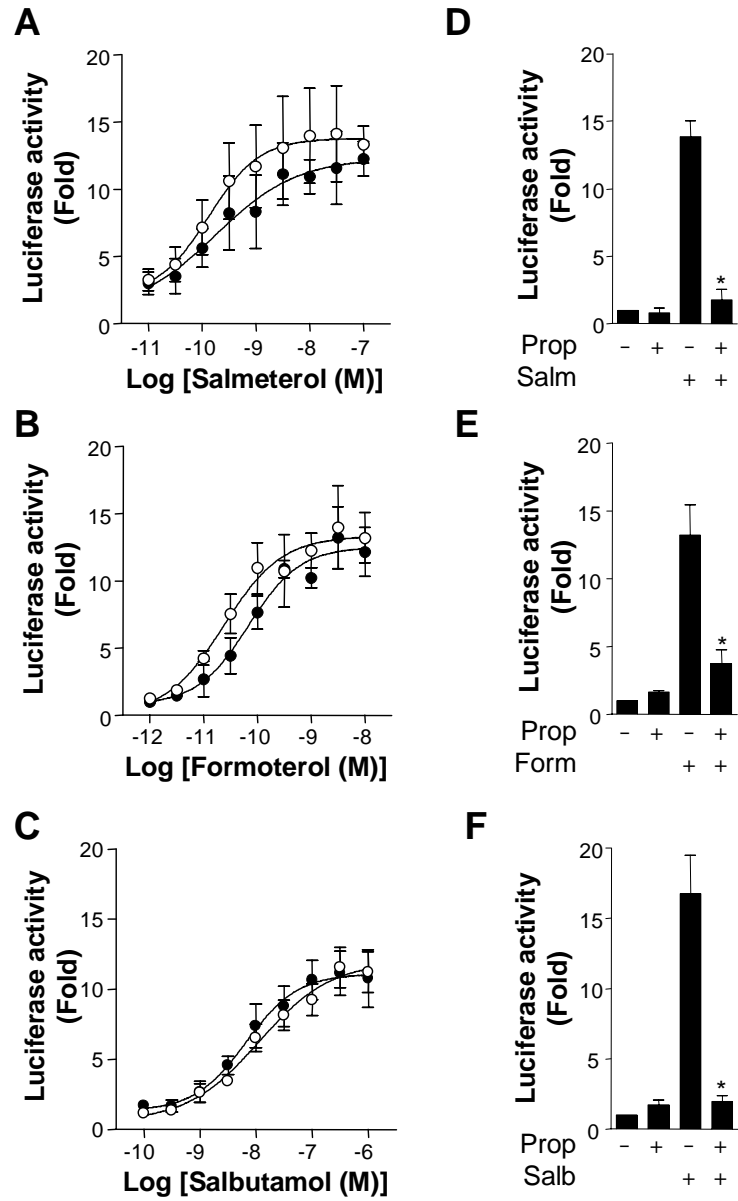 A
Luciferase activity
(Fold)
20
15
10
5
0
-11 -10 -9 -8 -7
Log [Salmeterol (M)]
D
Luciferase activity
(Fold)
20
15
10
5
0
*
Prop – + – +
Salm + +
B
Luciferase activity
(Fold)
20
15
10
5
0
-12 -11 -10 -9 -8
Log [Formoterol (M)]
E
Luciferase activity
(Fold)
20
15
10
5
0
*
Prop – + – +
Form + +
C
Luciferase activity
(Fold)
20
15
10
5
0
-10 -9 -8 -7 -6
Log [Salbutamol (M)]
F
Luciferase activity
(Fold)
20
15
10
5
0
*
Prop – + – +
Salb + +